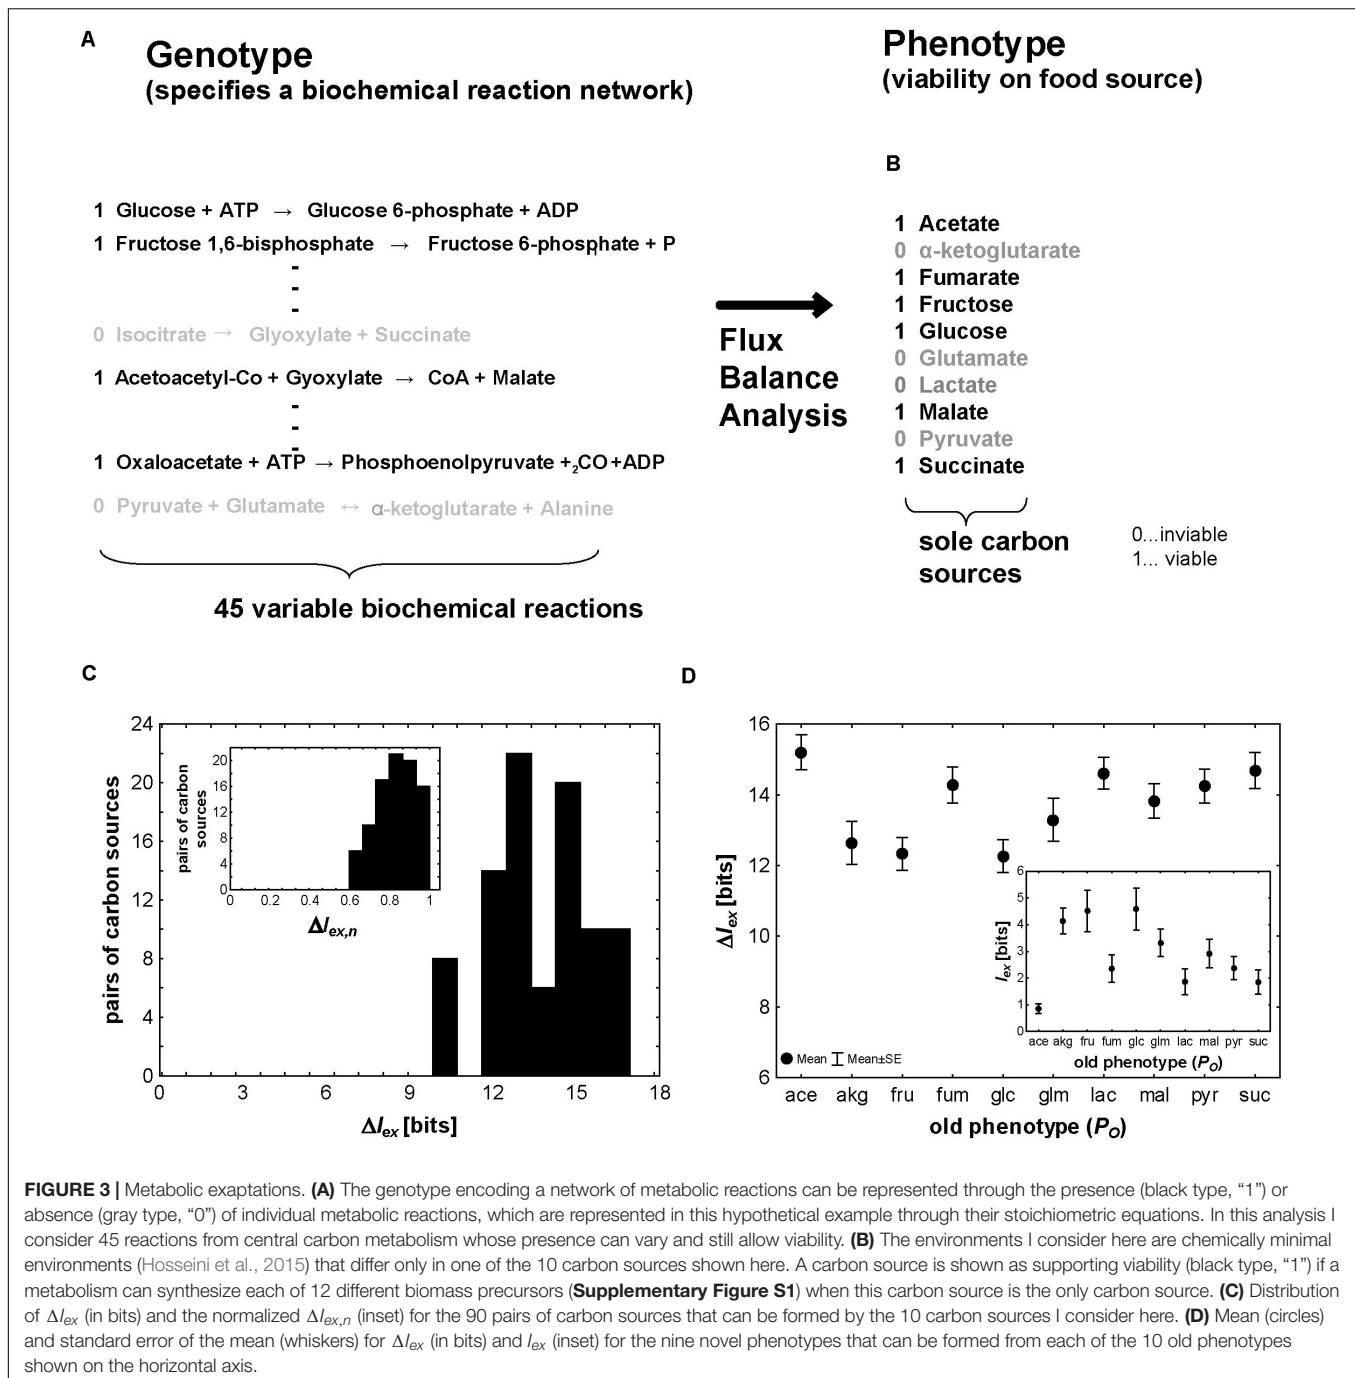 A
Genotype
(specifies a biochemical reaction network)
1 Glucose + ATP → Glucose 6-phosphate + ADP
1 Fructose 1,6-bisphosphate → Fructose 6-phosphate + P
0 Isocitrate → Glyoxylate + Succinate
1 Acetoacetyl-Co + Gyoxylate → CoA + Malate
1 Oxaloacetate + ATP → Phosphoenolpyruvate +₂CO+ADP
0 Pyruvate + Glutamate ↔ α-ketoglutarate + Alanine
45 variable biochemical reactions
Flux
Balance
Analysis
Phenotype
(viability on food source)
B
1 Acetate
0 α-ketoglutarate
1 Fumarate
1 Fructose
1 Glucose
0 Glutamate
0 Lactate
1 Malate
0 Pyruvate
1 Succinate
sole carbon
sources
0...inviable
1... viable
C
pairs of carbon sources
24
20
16
12
8
4
0
0 3 6 9 12 15 18
ΔIex [bits]
pairs of carbon
sources
20
16
12
8
4
0
0 0.2 0.4 0.6 0.8 1
ΔIex,n
D
ΔIex [bits]
16
14
12
10
8
6
Mean Mean±SE
ace akg fru fum glc glm lac mal pyr suc
old phenotype (PO)
Iex [bits]
6
5
4
3
2
1
0
ace akg fru fum glc glm lac mal pyr suc
old phenotype (PO)
FIGURE 3 | Metabolic exaptations. (A) The genotype encoding a network of metabolic reactions can be represented through the presence (black type, “1”) or
absence (gray type, “0”) of individual metabolic reactions, which are represented in this hypothetical example through their stoichiometric equations. In this analysis I
consider 45 reactions from central carbon metabolism whose presence can vary and still allow viability. (B) The environments I consider here are chemically minimal
environments (Hosseini et al., 2015) that differ only in one of the 10 carbon sources shown here. A carbon source is shown as supporting viability (black type, “1”) if a
metabolism can synthesize each of 12 different biomass precursors (Supplementary Figure S1) when this carbon source is the only carbon source. (C) Distribution
of ΔIex (in bits) and the normalized ΔIex,n (inset) for the 90 pairs of carbon sources that can be formed by the 10 carbon sources I consider here. (D) Mean (circles)
and standard error of the mean (whiskers) for ΔIex (in bits) and Iex (inset) for the nine novel phenotypes that can be formed from each of the 10 old phenotypes
shown on the horizontal axis.